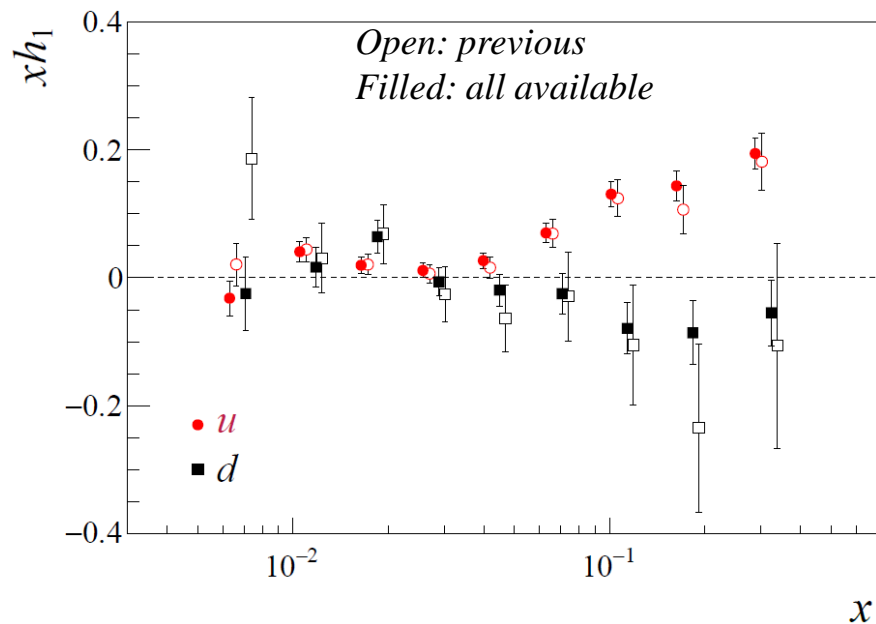 xh₁
0.4
0.2
0
−0.2
−0.4
Open: previous
Filled: all available
u
d
10⁻²
10⁻¹
x